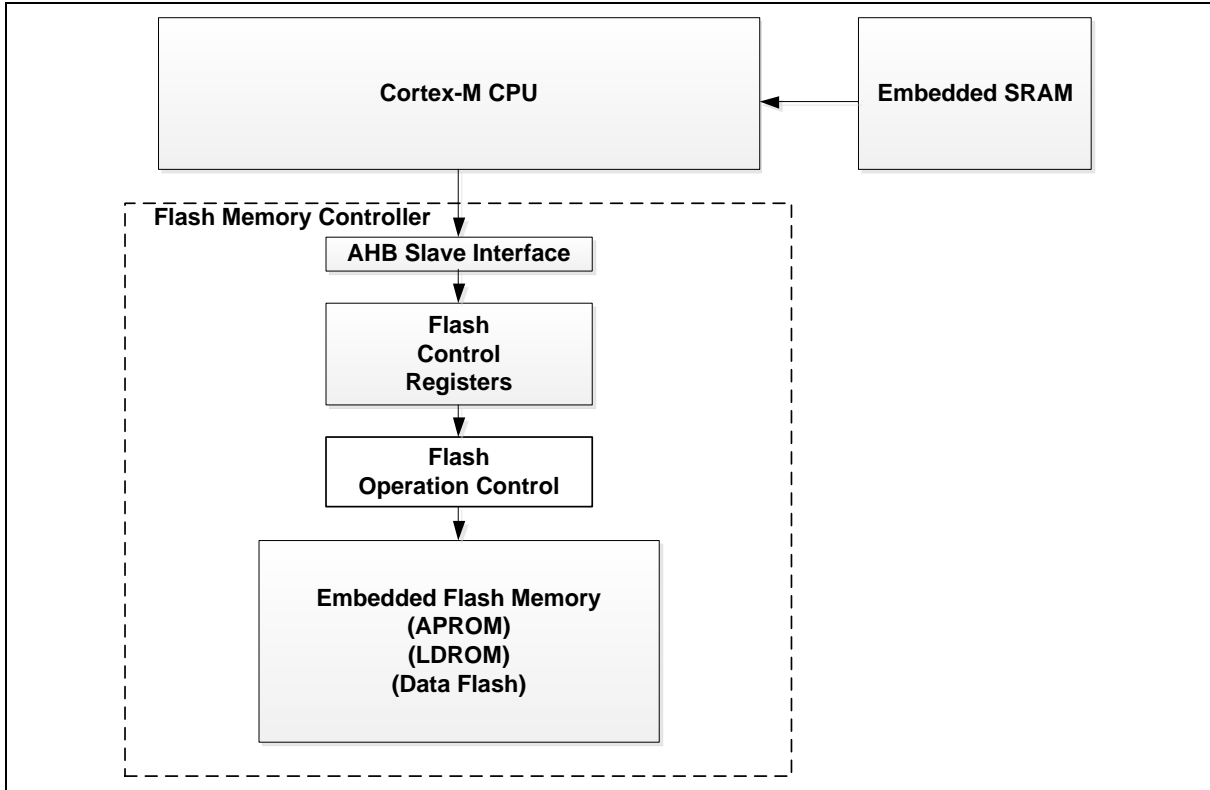 Cortex-M CPU
Embedded SRAM
Flash Memory Controller
AHB Slave Interface
Flash
Control
Registers
Flash
Operation Control
Embedded Flash Memory
(APROM)
(LDROM)
(Data Flash)